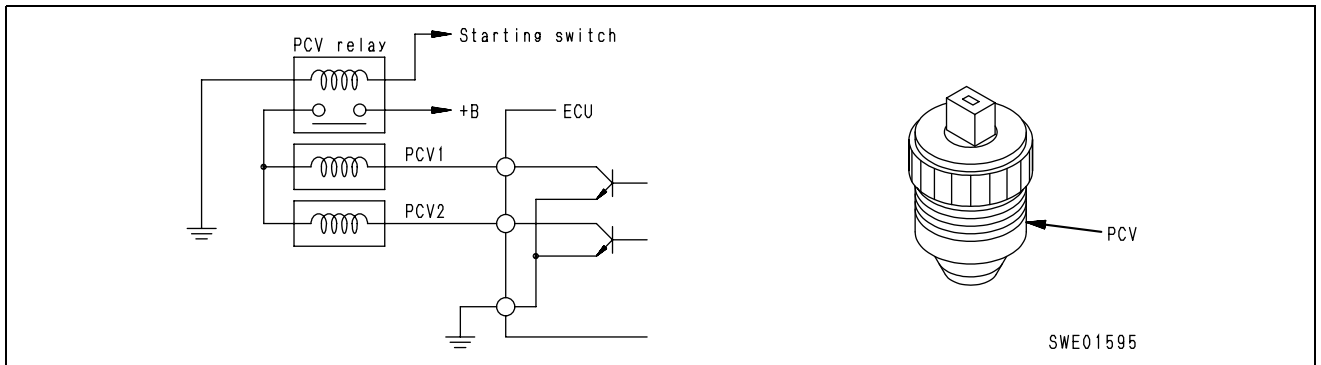 PCV relay
Starting switch
+B
ECU
PCV1
PCV2
PCV
SWE01595